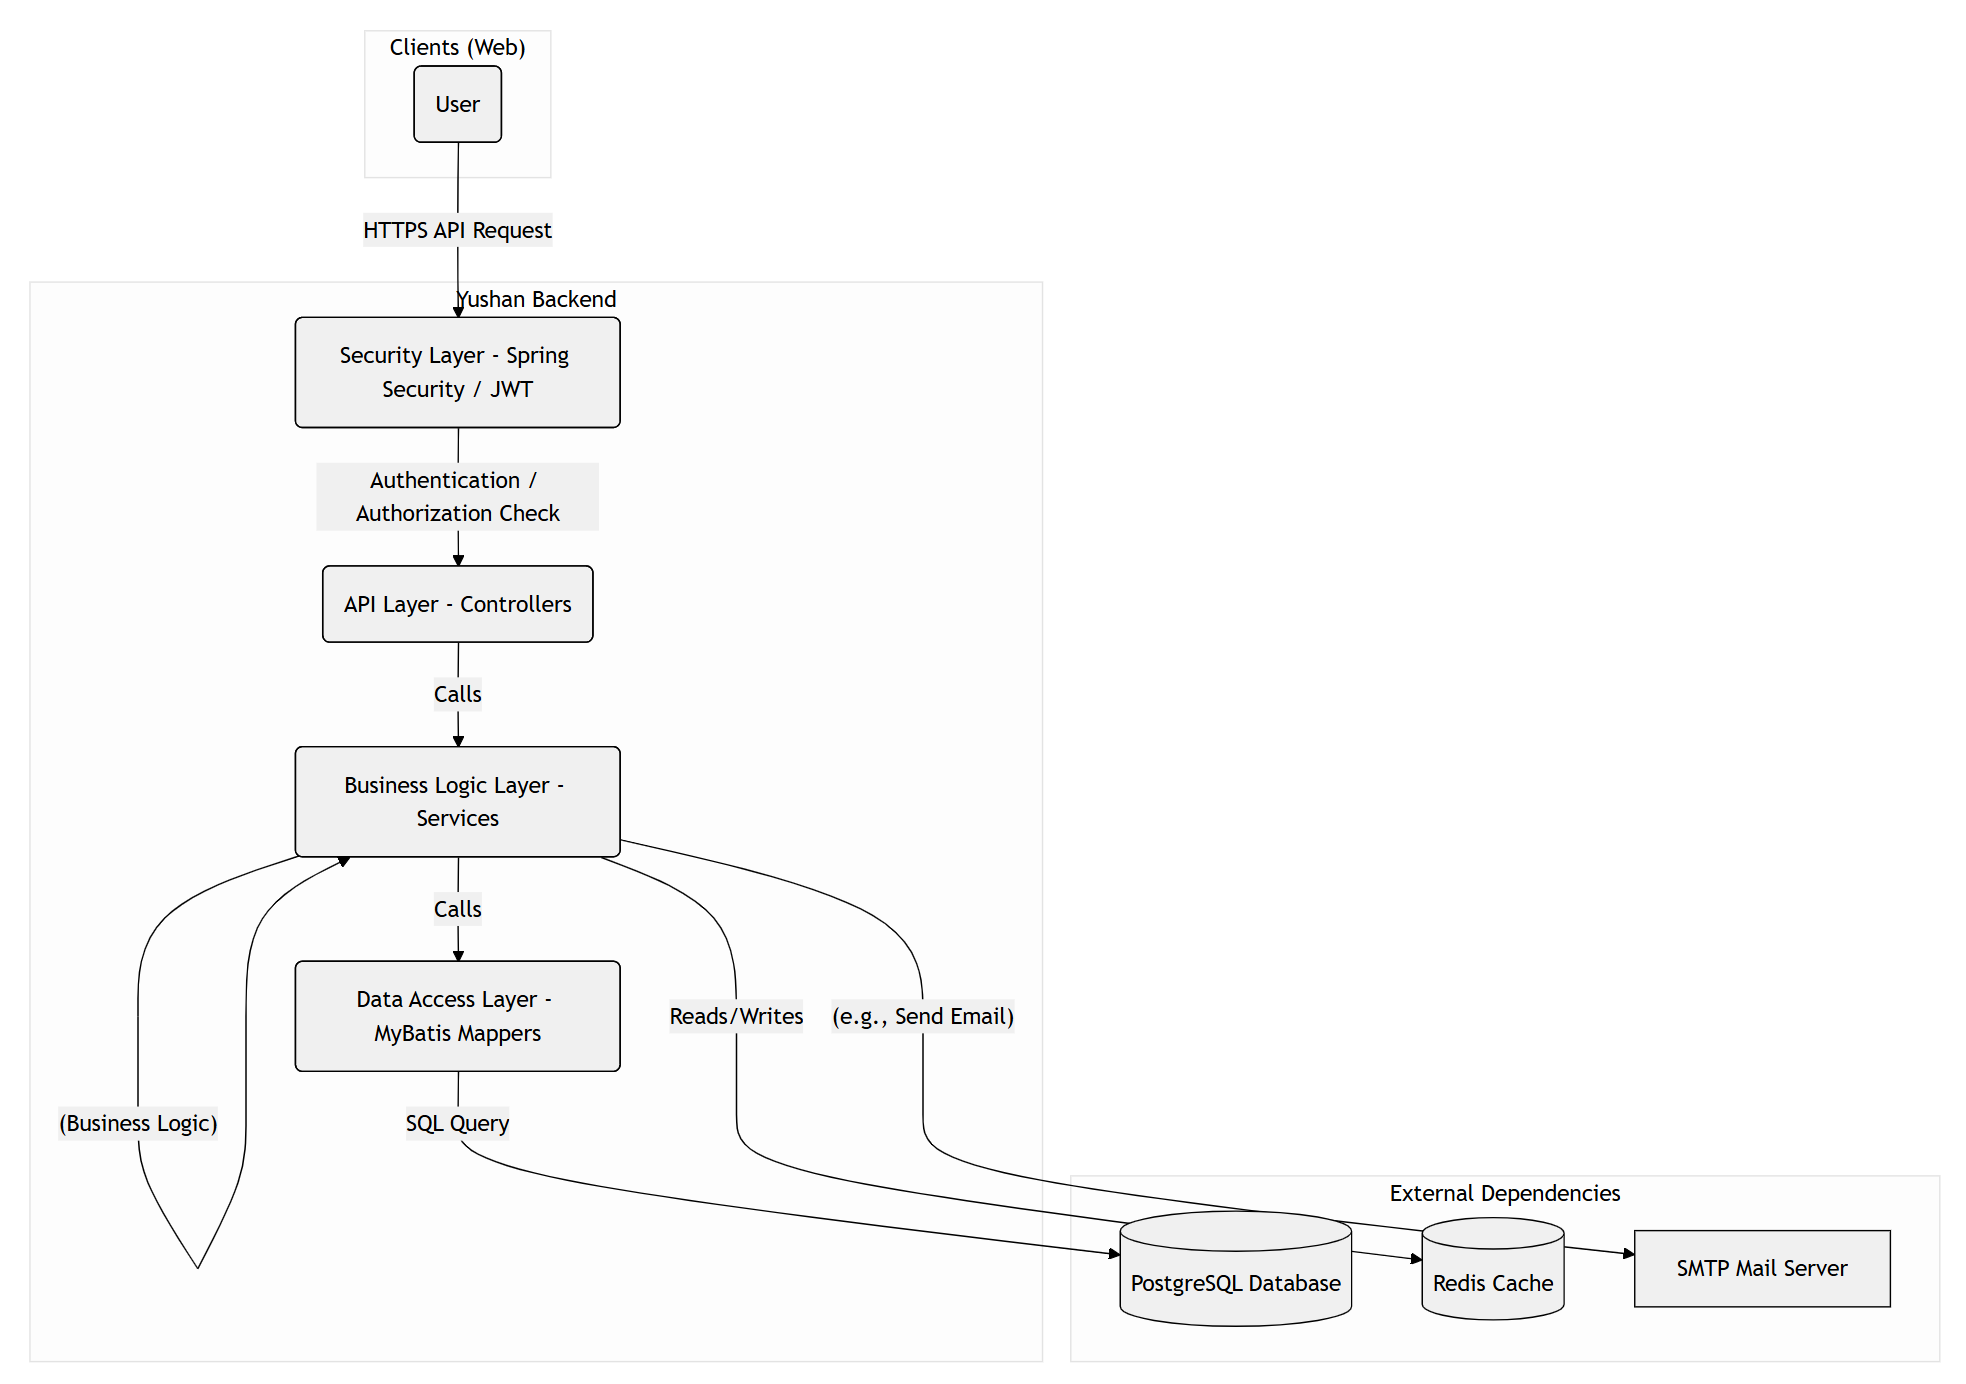 Clients (Web)
User
HTTPS API Request
Yushan Backend
Security Layer - Spring
Security / JWT
Authentication /
Authorization Check
API Layer - Controllers
Calls
Business Logic Layer -
Services
Calls
Data Access Layer -
MyBatis Mappers
Reads/Writes
(e.g., Send Email)
(Business Logic)
SQL Query
External Dependencies
PostgreSQL Database
Redis Cache
SMTP Mail Server